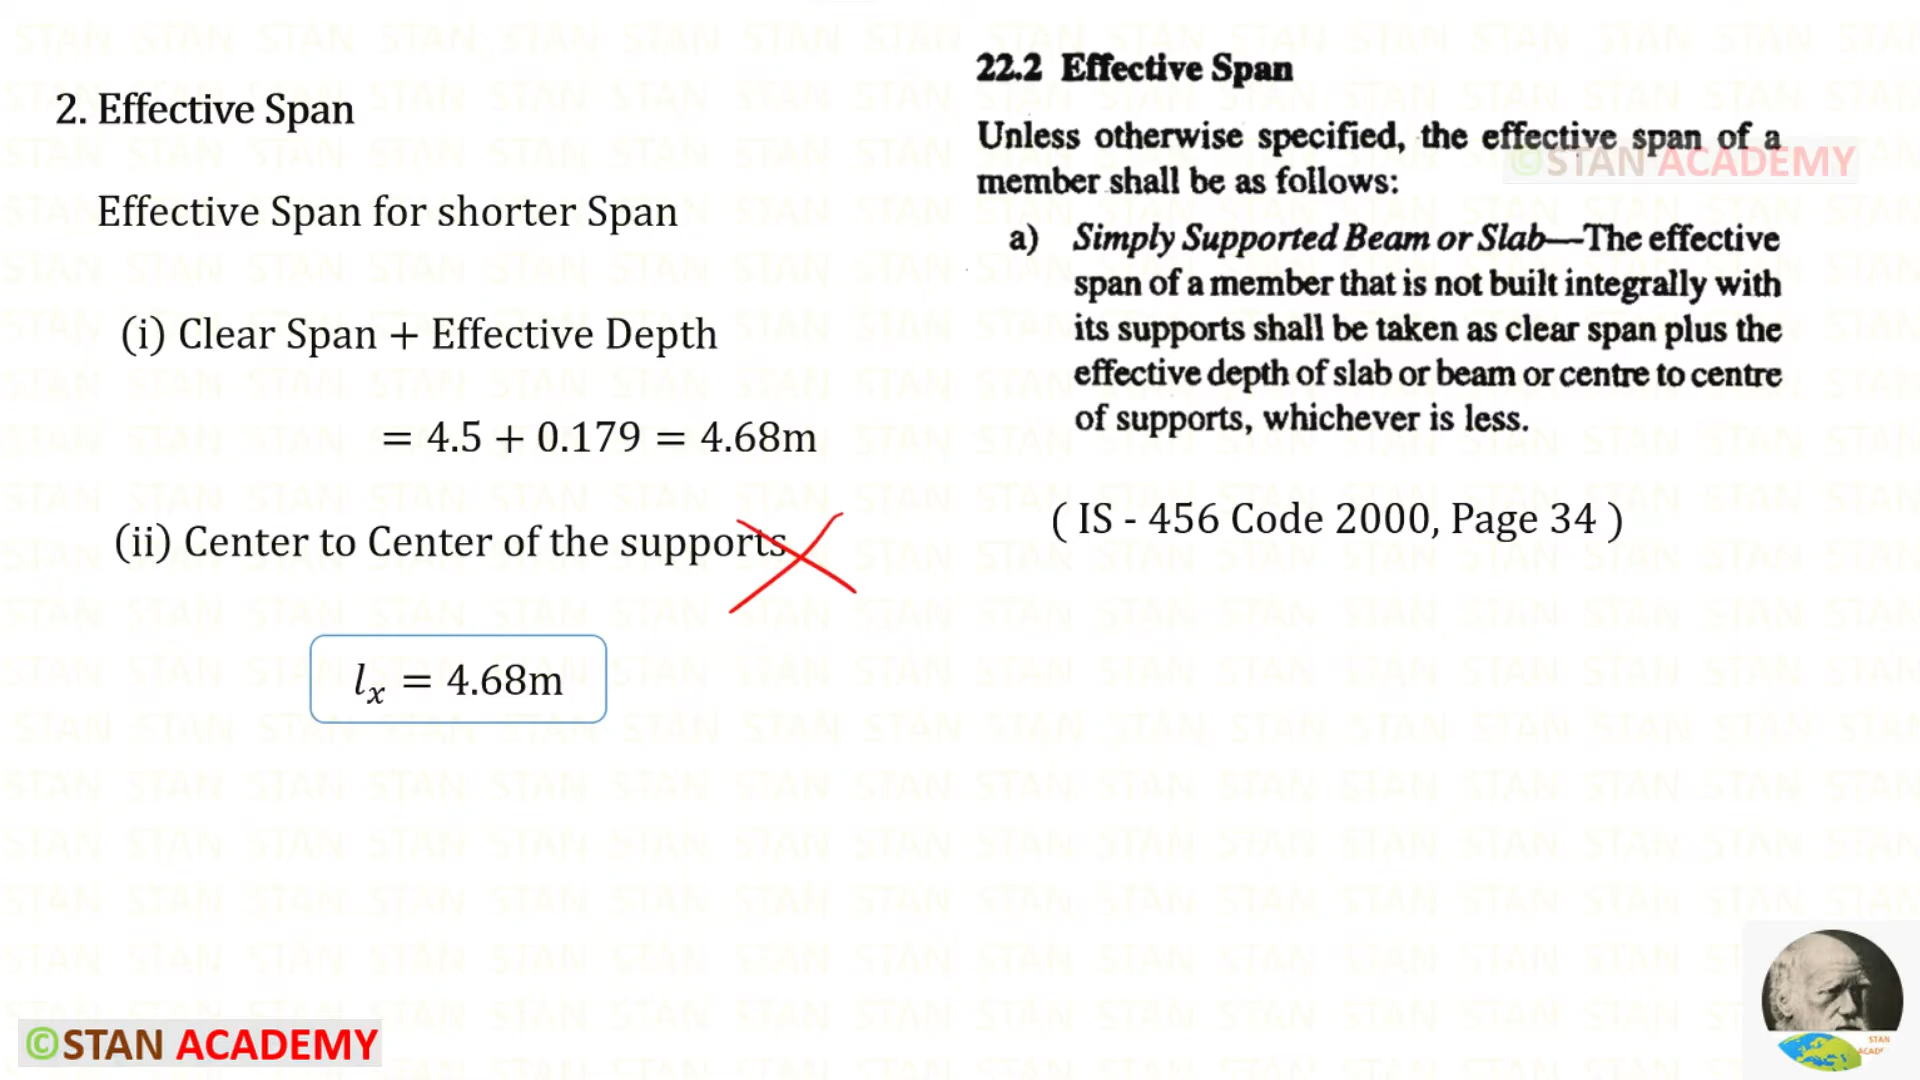 2. Effective Span
Effective Span for shorter Span
(i) Clear Span + Effective Depth
= 4.5 + 0.179 = 4.68m
(ii) Center to Center of the supports
lₓ = 4.68m
22.2 Effective Span
Unless otherwise specified, the effective span of a
member shall be as follows:
a) Simply Supported Beam or Slab—The effective
span of a member that is not built integrally with
its supports shall be taken as clear span plus the
effective depth of slab or beam or centre to centre
of supports, whichever is less.
( IS - 456 Code 2000, Page 34 )
©STAN ACADEMY
©STAN ACADEMY
STAN